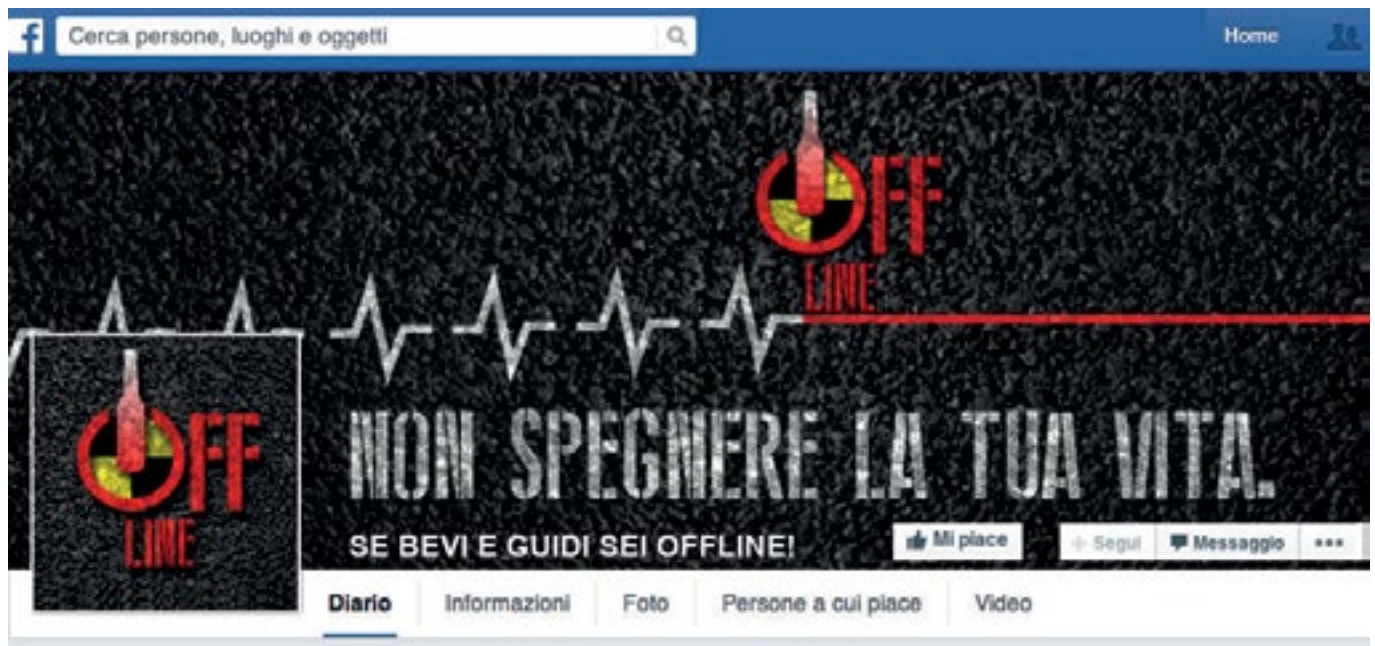 f Cerca persone, luoghi e oggetti Home
OFF
LINE
OFF
LINE
NON SPEGNERE LA TUA VITA.
SE BEVI E GUIDI SEI OFFLINE!
Mi piace + Segui Messaggio •••
Diario Informazioni Foto Persone a cui piace Video